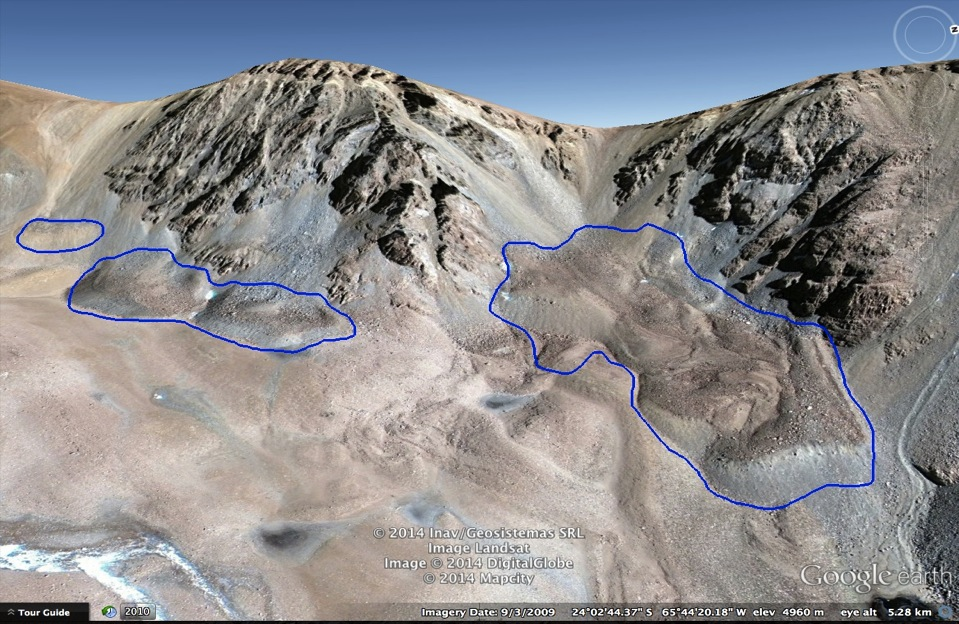 N
© 2014 Inav/Geosistemas SRL
Image Landsat
Image © 2014 DigitalGlobe
© 2014 Mapcity
Google earth
Tour Guide
2010
Imagery Date: 9/3/2009 24°02'44.37" S 65°44'20.18" W elev 4960 m eye alt 5.28 km